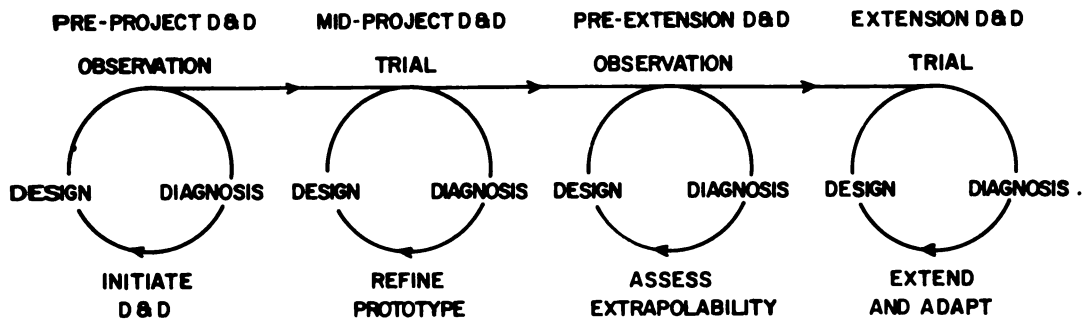 PRE-PROJECT D&D MID-PROJECT D&D PRE-EXTENSION D&D EXTENSION D&D
OBSERVATION TRIAL OBSERVATION TRIAL
DESIGN DIAGNOSIS DESIGN DIAGNOSIS DESIGN DIAGNOSIS DESIGN DIAGNOSIS.
INITIATE REFINE ASSESS EXTEND
D&D PROTOTYPE EXTRAPOLABILITY AND ADAPT